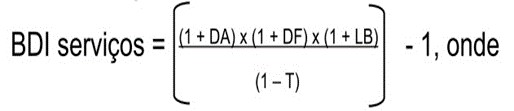 BDI serviços = [(1 + DA) x (1 + DF) x (1 + LB) / (1 – T)] - 1, onde